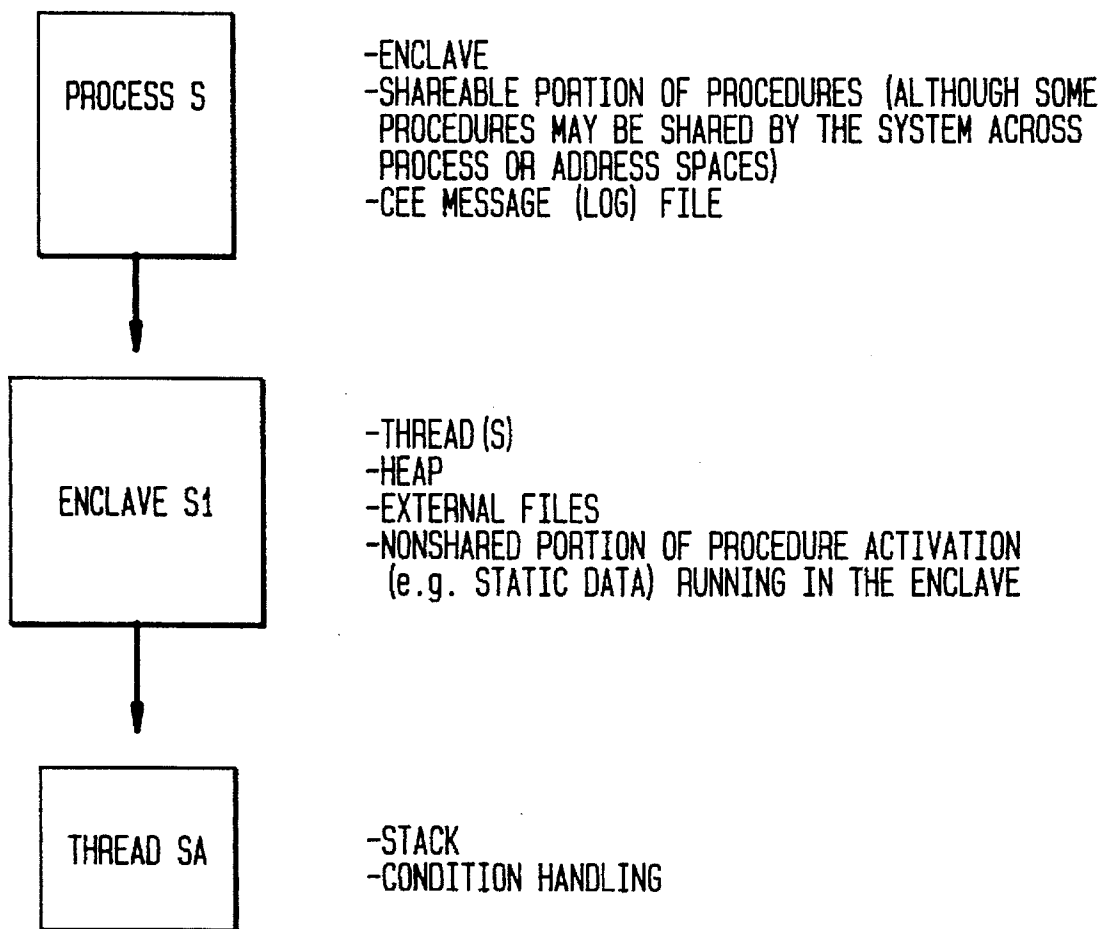 PROCESS S
-ENCLAVE
-SHAREABLE PORTION OF PROCEDURES (ALTHOUGH SOME
PROCEDURES MAY BE SHARED BY THE SYSTEM ACROSS
PROCESS OR ADDRESS SPACES)
-CEE MESSAGE (LOG) FILE
ENCLAVE S1
-THREAD(S)
-HEAP
-EXTERNAL FILES
-NONSHARED PORTION OF PROCEDURE ACTIVATION
(e.g. STATIC DATA) RUNNING IN THE ENCLAVE
THREAD SA
-STACK
-CONDITION HANDLING